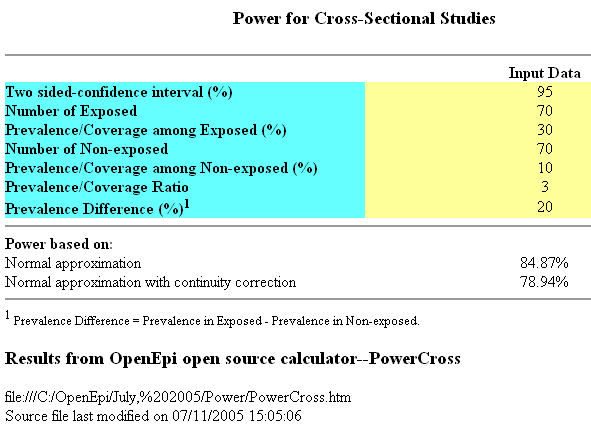 Power for Cross-Sectional Studies
Input Data
Two sided-confidence interval (%) 95
Number of Exposed 70
Prevalence/Coverage among Exposed (%) 30
Number of Non-exposed 70
Prevalence/Coverage among Non-exposed (%) 10
Prevalence/Coverage Ratio 3
Prevalence Difference (%)1 20
Power based on:
Normal approximation 84.87%
Normal approximation with continuity correction 78.94%
1 Prevalence Difference = Prevalence in Exposed - Prevalence in Non-exposed.
Results from OpenEpi open source calculator--PowerCross
file:///C:/OpenEpi/July,%202005/Power/PowerCross.htm
Source file last modified on 07/11/2005 15:05:06